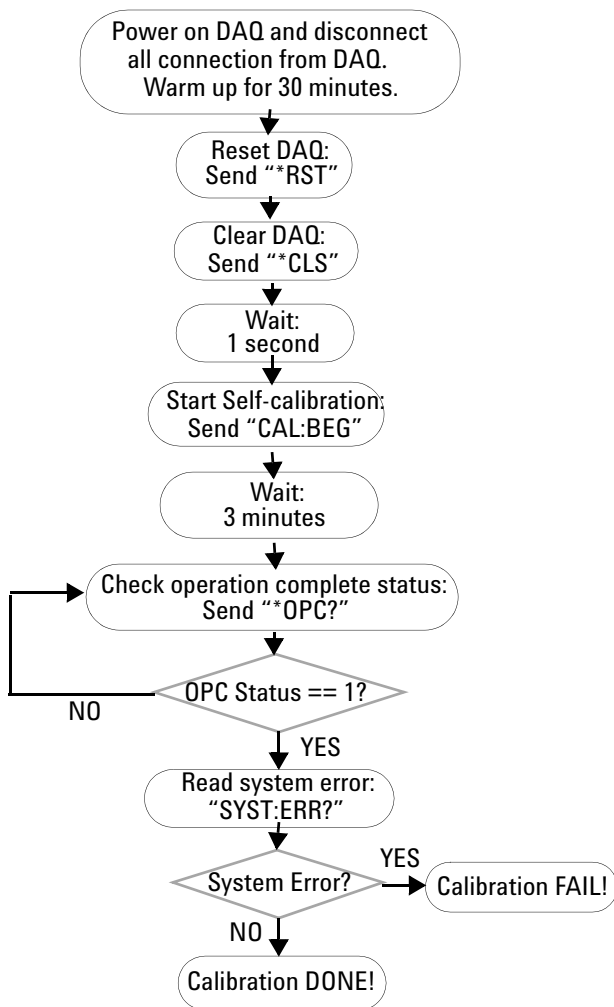 Power on DAQ and disconnect
all connection from DAQ.
Warm up for 30 minutes.
Reset DAQ:
Send “*RST”
Clear DAQ:
Send “*CLS”
Wait:
1 second
Start Self-calibration:
Send “CAL:BEG”
Wait:
3 minutes
Check operation complete status:
Send “*OPC?”
OPC Status == 1?
NO
YES
Read system error:
“SYST:ERR?”
System Error?
YES
Calibration FAIL!
NO
Calibration DONE!